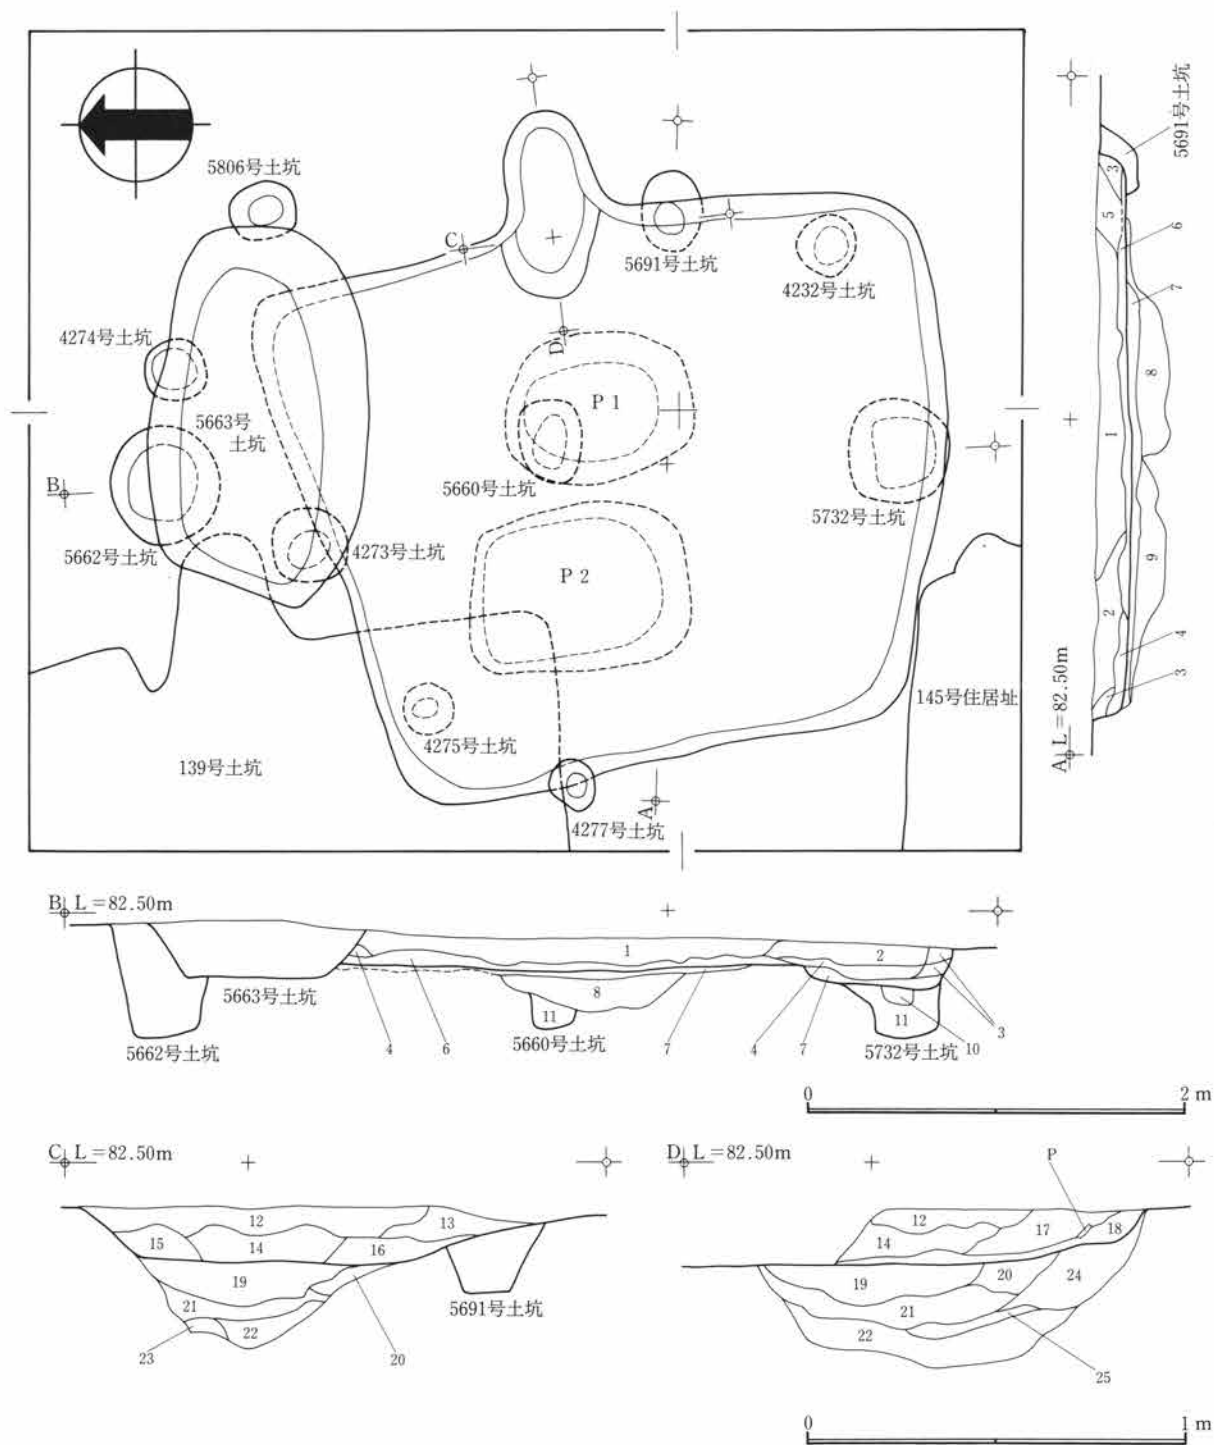 5806号土坑
C
5691号土坑
4232号土坑
4274号土坑
D
P 1
5663号
土坑
B
5660号土坑
5732号土坑
5662号土坑
4273号土坑
P 2
4275号土坑
139号土坑
145号住居址
A
4277号土坑
5691号土坑
3
5
6
7
8
1
9
2
4
3
A L=82.50m
B L=82.50m
1
2
4
6
8
7
4
7
3
10
11
11
5663号土坑
5662号土坑
5660号土坑
5732号土坑
0 2 m
C L=82.50m
12
13
15
14
16
19
21
22
23
20
5691号土坑
D L=82.50m
P
12
14
17
18
19
20
24
21
22
25
0 1 m